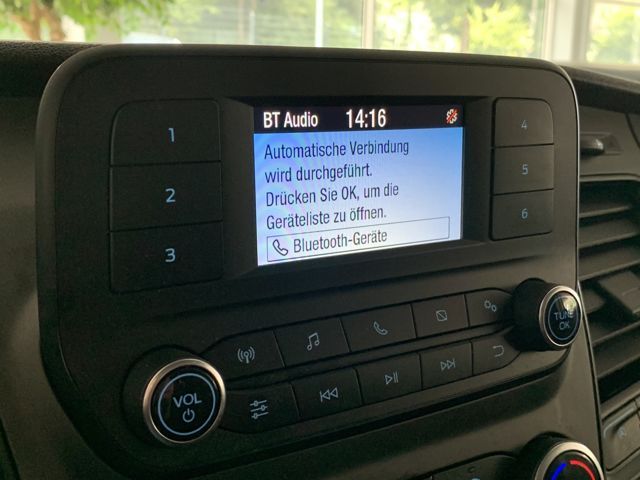 BT Audio 14:16
Automatische Verbindung
wird durchgeführt.
Drücken Sie OK, um die
Geräteliste zu öffnen.
Bluetooth-Geräte
1
2
3
4
5
6
VOL
TUNE
OK